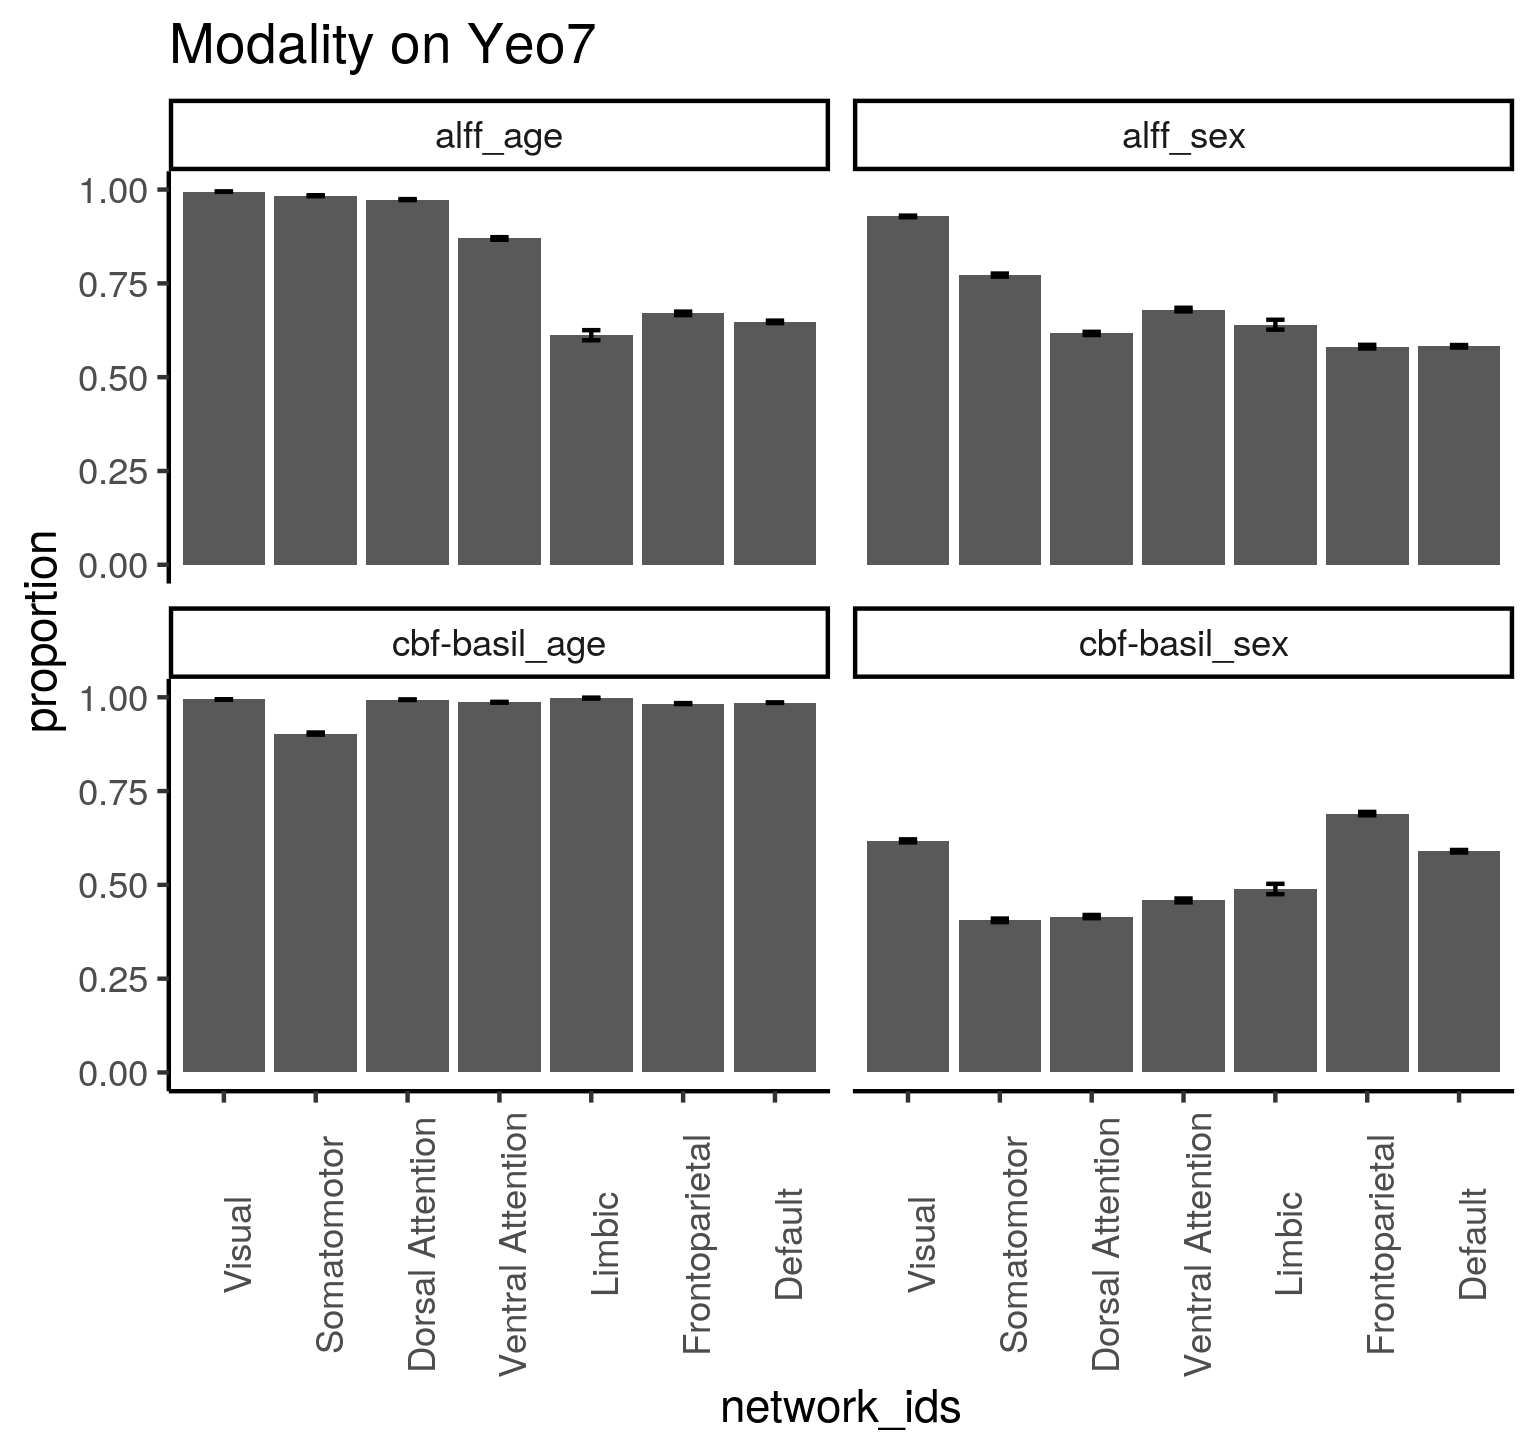 Modality on Yeo7
alff_age
alff_sex
1.00
0.75
0.50
0.25
0.00
cbf-basil_age
cbf-basil_sex
1.00
0.75
0.50
0.25
0.00
proportion
Visual
Somatomotor
Dorsal Attention
Ventral Attention
Limbic
Frontoparietal
Default
Visual
Somatomotor
Dorsal Attention
Ventral Attention
Limbic
Frontoparietal
Default
network_ids